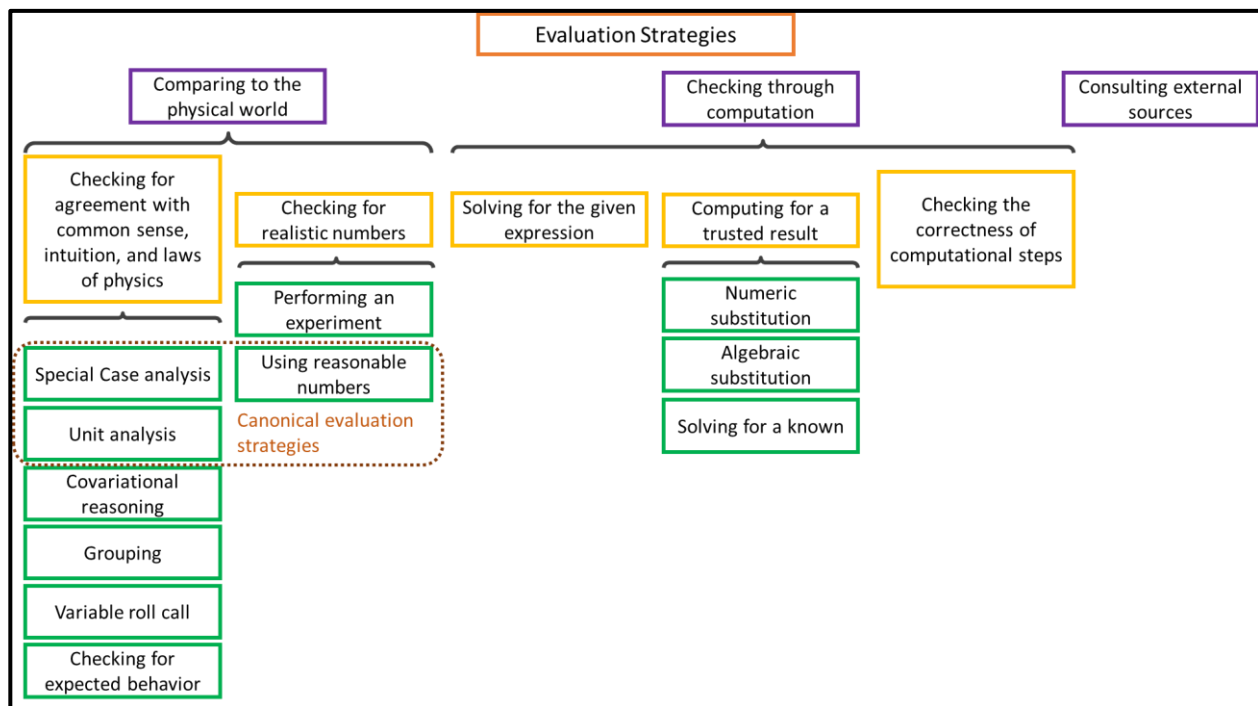 Evaluation Strategies
Comparing to the
physical world
Checking through
computation
Consulting external
sources
Checking for
agreement with
common sense,
intuition, and laws
of physics
Checking for
realistic numbers
Solving for the given
expression
Computing for a
trusted result
Checking the
correctness of
computational steps
Performing an
experiment
Using reasonable
numbers
Canonical evaluation
strategies
Special Case analysis
Unit analysis
Covariational
reasoning
Grouping
Variable roll call
Checking for
expected behavior
Numeric
substitution
Algebraic
substitution
Solving for a known